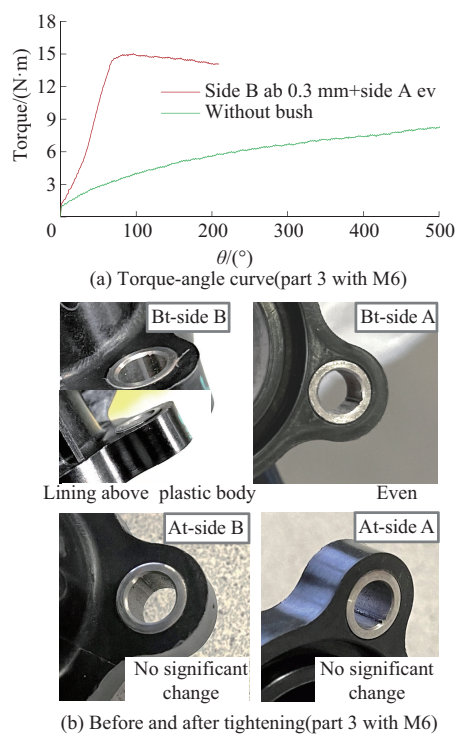 18
15
12
9
6
3
0
100
200
300
400
500
Torque/(N·m)
Side B ab 0.3 mm+side A ev
Without bush
θ/(°)
(a) Torque-angle curve(part 3 with M6)
Bt-side B
Bt-side A
Lining above plastic body
Even
At-side B
At-side A
No significant
change
No significant
change
(b) Before and after tightening(part 3 with M6)